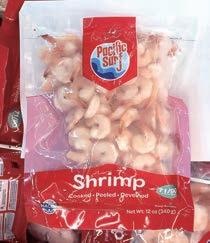 Pacific
Surf
Shrimp
Cooked • Peeled • Deveined
Net Wt. 12 oz (340 g)